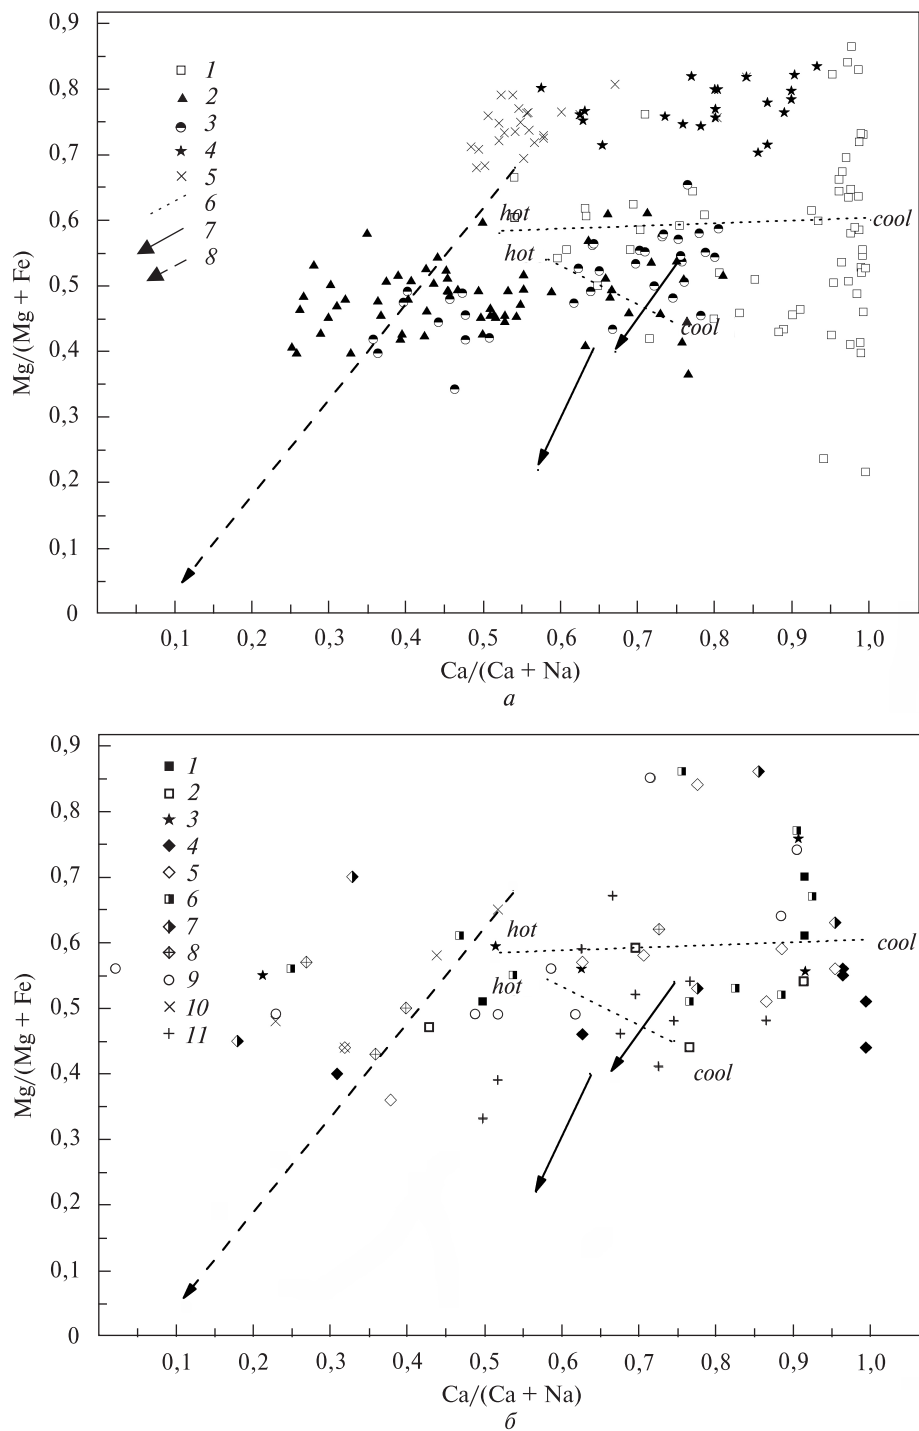 0,9
0,8
0,7
0,6
0,5
0,4
0,3
0,2
0,1
0
Mg/(Mg + Fe)
1
2
3
4
5
6
7
8
hot
cool
hot
cool
0,1 0,2 0,3 0,4 0,5 0,6 0,7 0,8 0,9 1,0
Ca/(Ca + Na)
а
0,9
0,8
0,7
0,6
0,5
0,4
0,3
0,2
0,1
0
Mg/(Mg + Fe)
1
2
3
4
5
6
7
8
9
10
11
hot
cool
hot
cool
0,1 0,2 0,3 0,4 0,5 0,6 0,7 0,8 0,9 1,0
Ca/(Ca + Na)
б